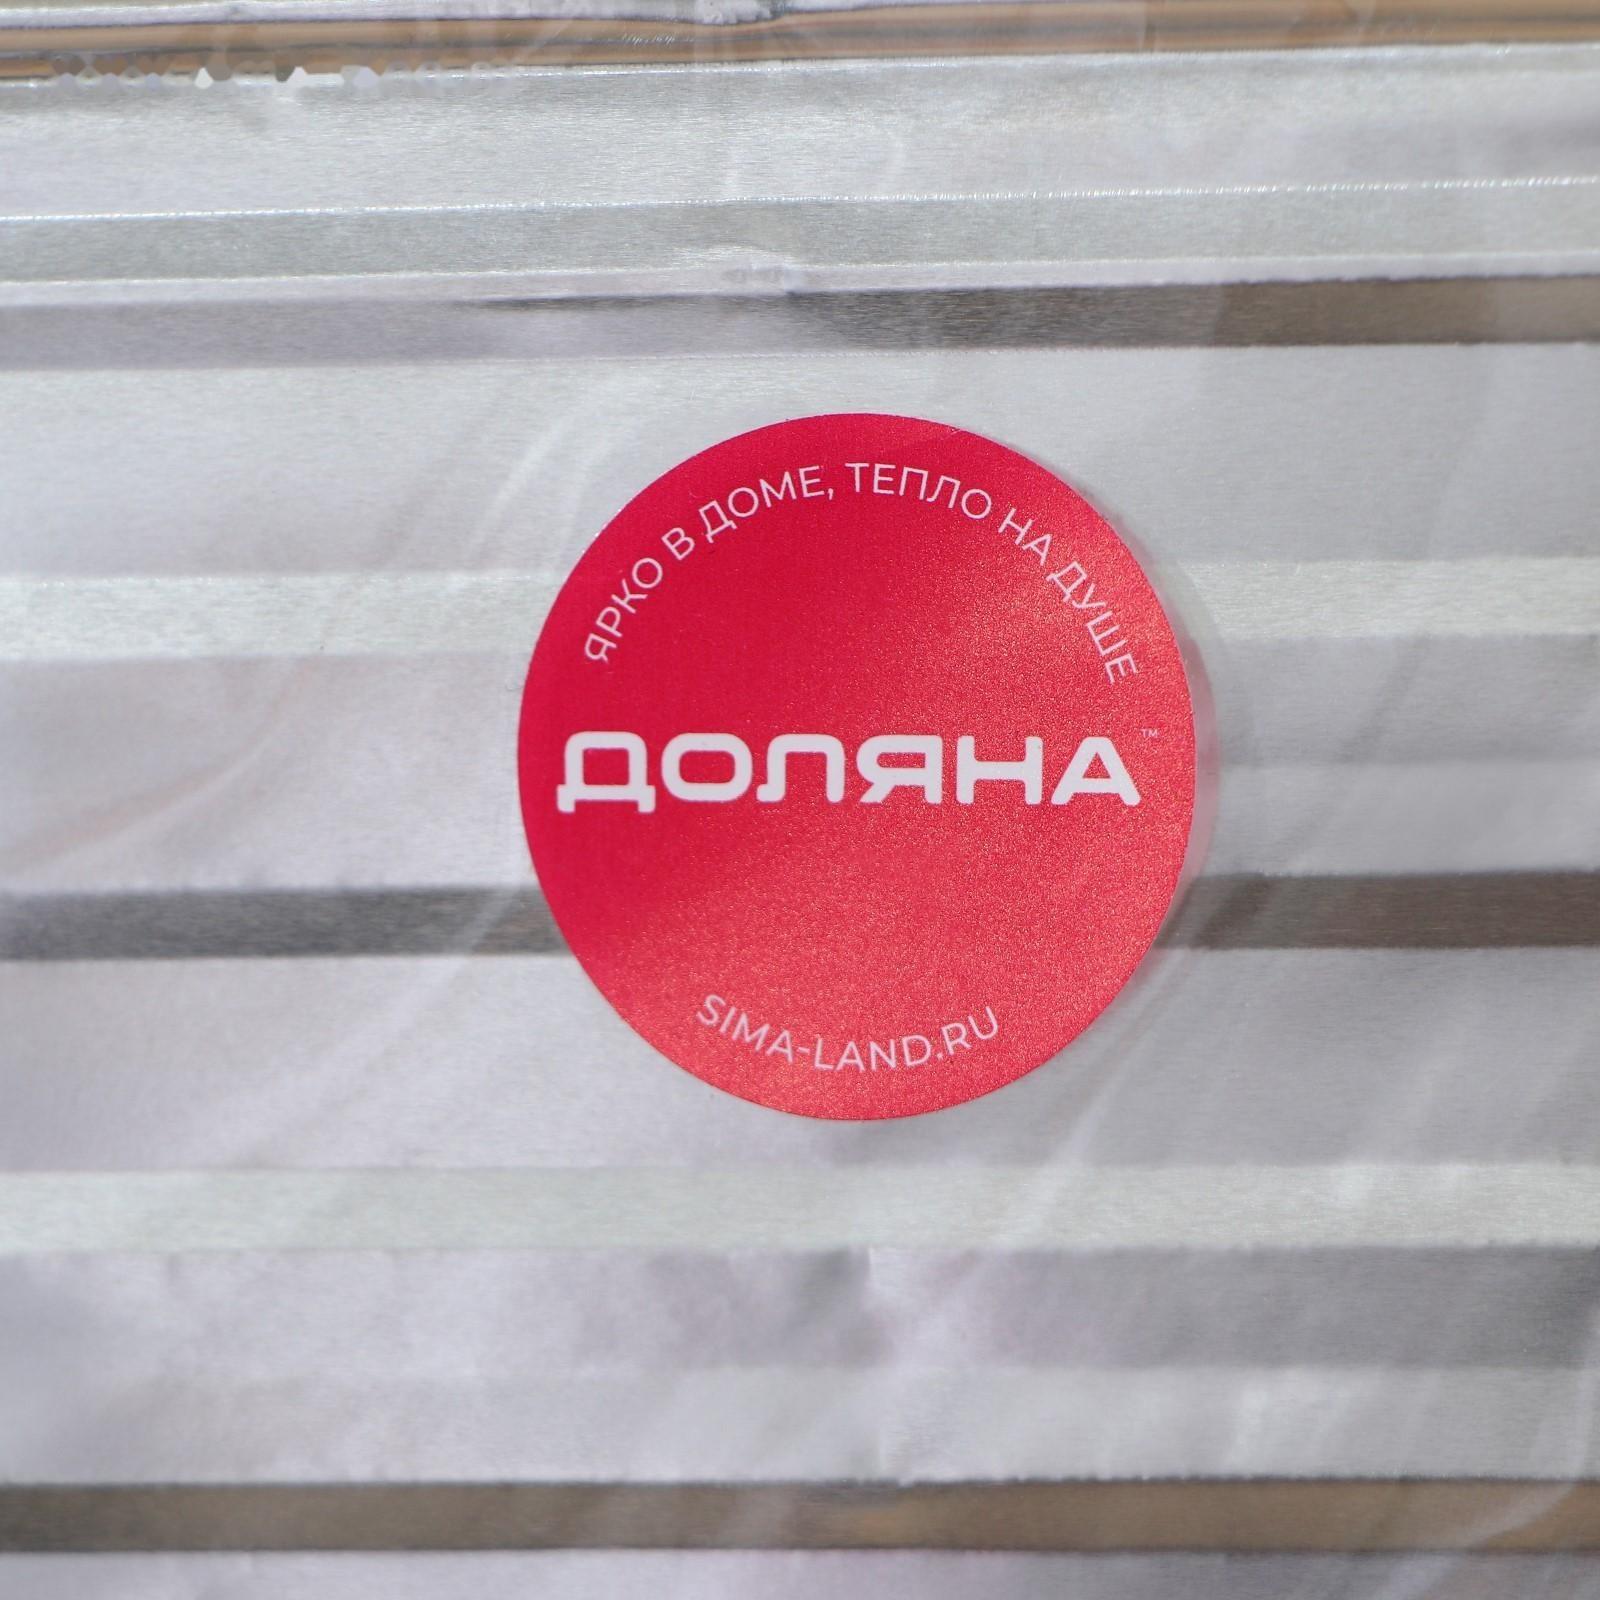 ЯРКО В ДОМЕ, ТЕПЛО НА ДУШЕ
ДОЛЯНА™
SIMA-LAND.RU